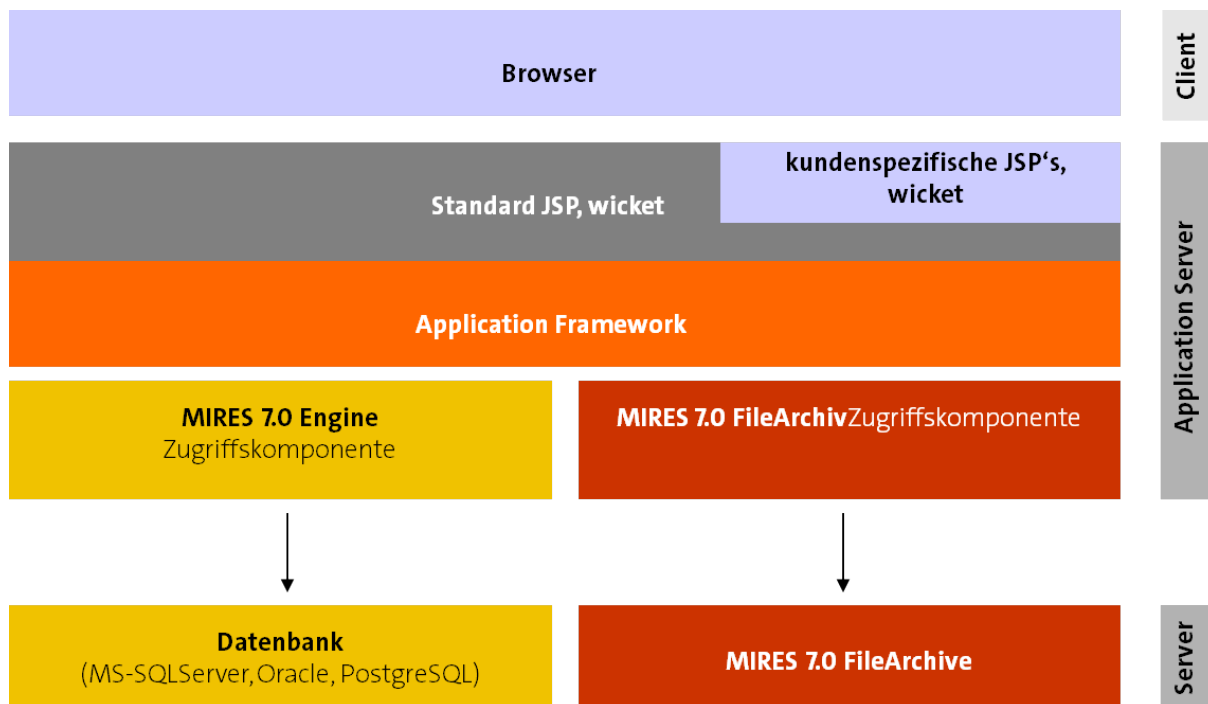 Browser
Client
kundenspezifische JSP‘s,
wicket
Standard JSP, wicket
Application Framework
Application Server
MIRES 7.0 Engine
Zugriffskomponente
MIRES 7.0 FileArchivZugriffskomponente
Datenbank
(MS-SQLServer, Oracle, PostgreSQL)
MIRES 7.0 FileArchive
Server